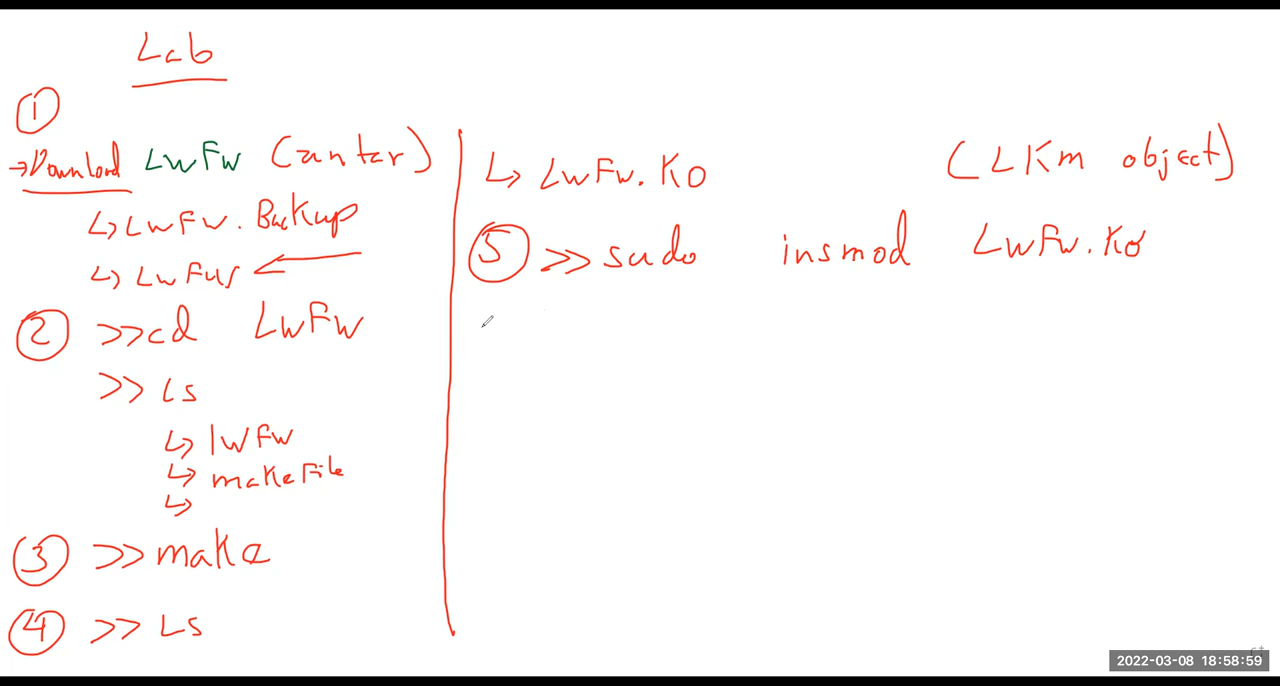 Lab
①
→Download LwFw (anter)
↳ LwFw. Backup
↳ LwFw
② >>cd LwFw
>> Ls
↳ lwFw
↳ makeFile
↳
③ >>make
④ >> Ls
↳ LwFw. Ko (LKm object)
⑤ >> sudo insmod LwFw. Ko
2022-03-08 18:58:59